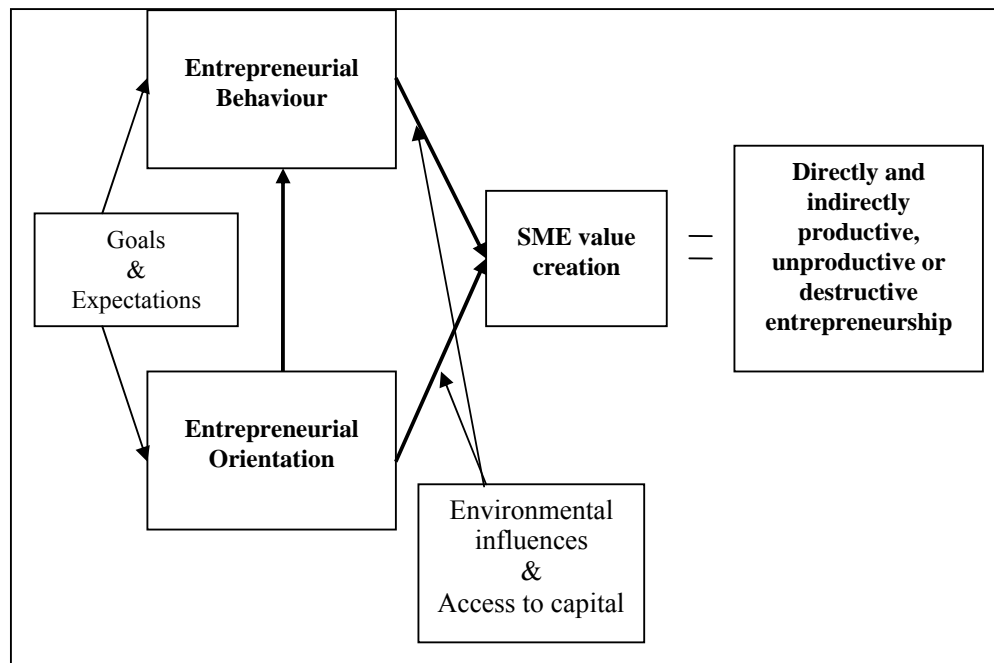 Entrepreneurial
Behaviour
Goals
&
Expectations
SME value
creation
=
Directly and
indirectly
productive,
unproductive or
destructive
entrepreneurship
Entrepreneurial
Orientation
Environmental
influences
&
Access to capital